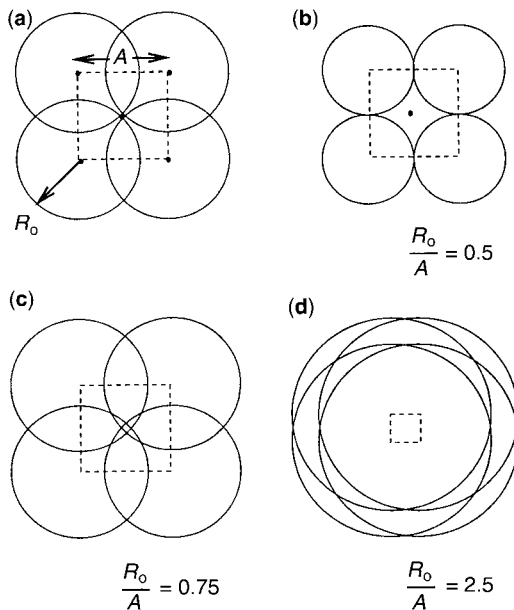 (a)
A
R₀
(b)
R₀
A
= 0.5
(c)
R₀
A
= 0.75
(d)
R₀
A
= 2.5